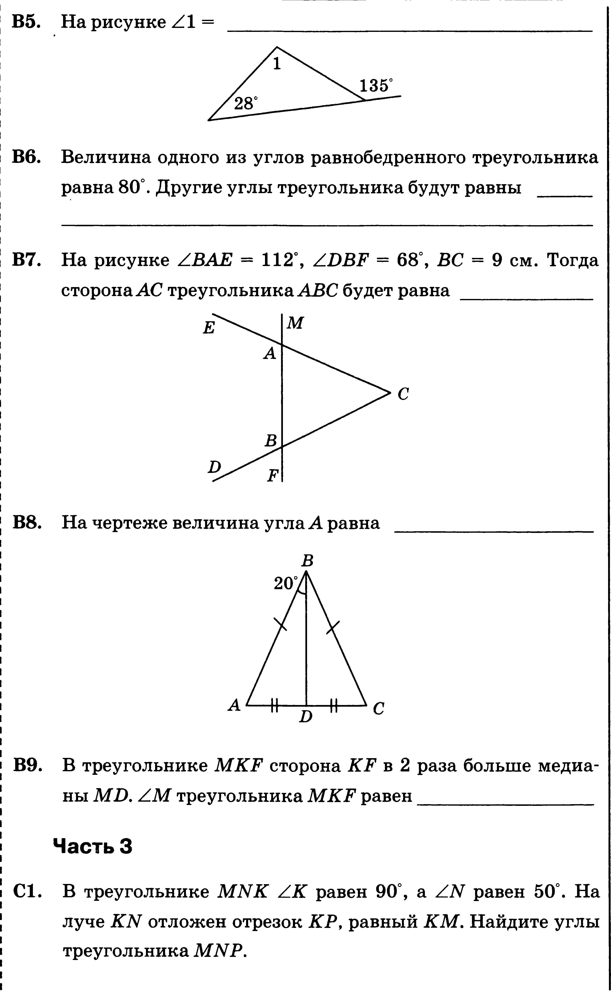 В5. На рисунке ∠1 =
1
135°
28°
В6. Величина одного из углов равнобедренного треугольника
равна 80°. Другие углы треугольника будут равны
В7. На рисунке ∠BAE = 112°, ∠DBF = 68°, BC = 9 см. Тогда
сторона AC треугольника ABC будет равна
M
E
A
C
B
D
F
В8. На чертеже величина угла A равна
B
20°
A
C
D
В9. В треугольнике MKF сторона KF в 2 раза больше медиа-
ны MD. ∠M треугольника MKF равен
Часть 3
С1. В треугольнике MNK ∠K равен 90°, а ∠N равен 50°. На
луче KN отложен отрезок KP, равный KM. Найдите углы
треугольника MNP.